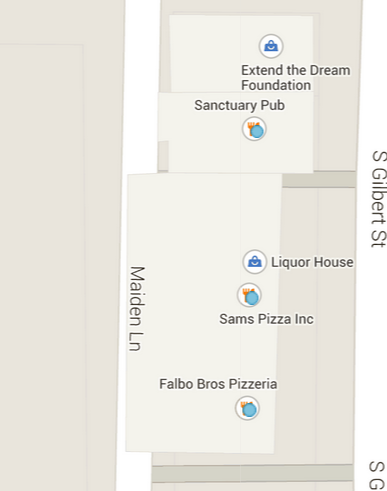 Extend the Dream
Foundation
Sanctuary Pub
S Gilbert St
Liquor House
Sams Pizza Inc
Maiden Ln
Falbo Bros Pizzeria
S G